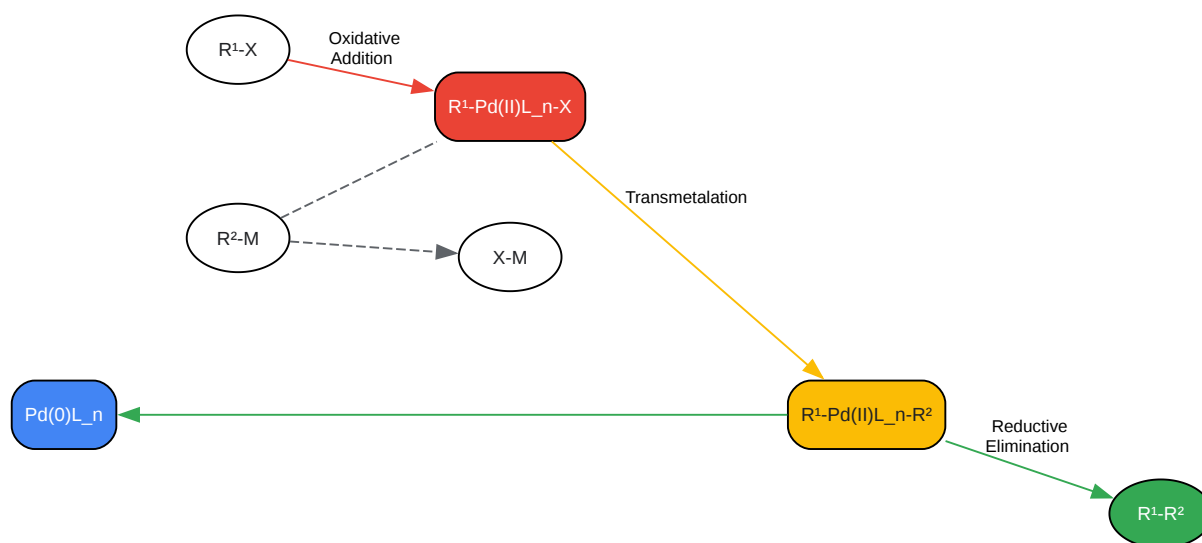 R¹-X
Oxidative
Addition
R¹-Pd(II)L_n-X
Transmetalation
R²-M
X-M
Pd(0)L_n
R¹-Pd(II)L_n-R²
Reductive
Elimination
R¹-R²